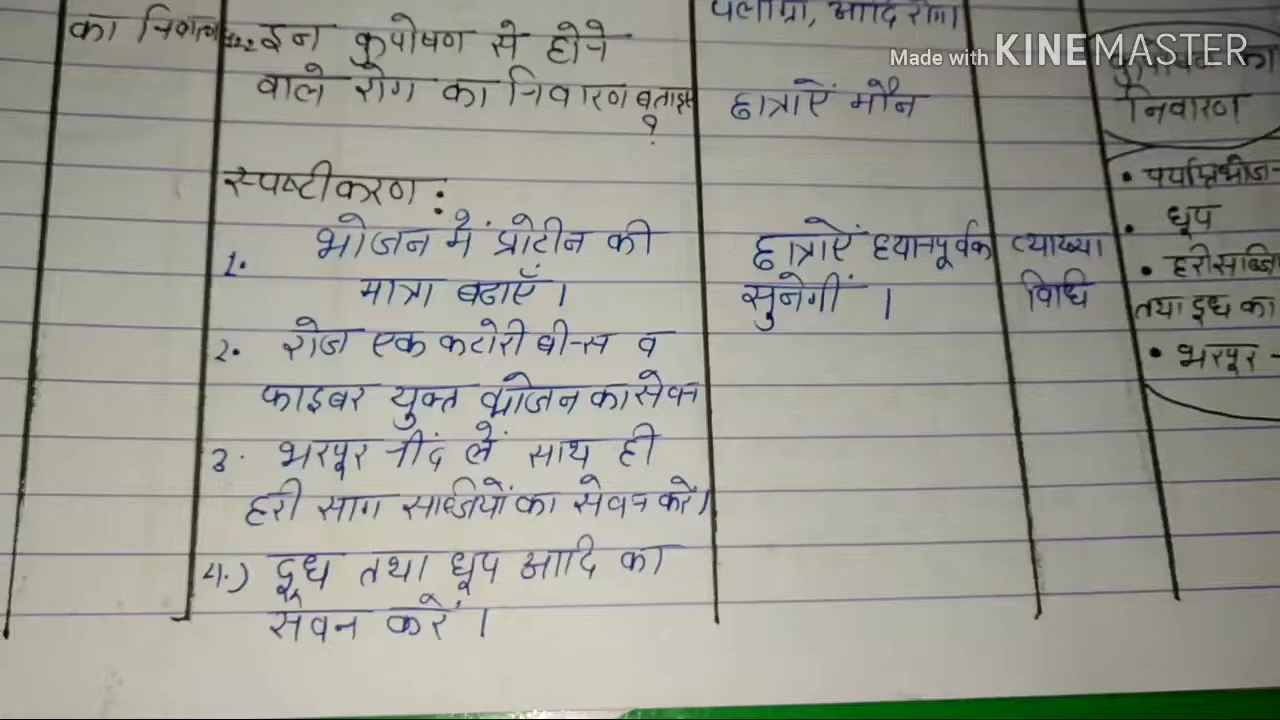 आदि रोग।
Made with KINEMASTER
का
इन कुपोषण से होने
वाले रोग का निवारण बताइए
?
छात्राऐं मौन
का
निवारण
स्पष्टीकरण :
1. भोजन में प्रोटीन की
मात्रा बढाएँ ।
2. रोज एक कटोरी बीन्स व
फाइबर युक्त भोजन का सेवन
3. भरपूर नींद लें साथ ही
हरी साग सब्जियों का सेवन करें।
4.) दूध तथा धूप आदि का
सेवन करें ।
छात्राऐं ध्यानपूर्वक
सुनेगीं ।
व्याख्या
विधि
• पर्याप्त भोज-
• धूप
• हरी सब्जि
तथा दूध का
• भरपूर -